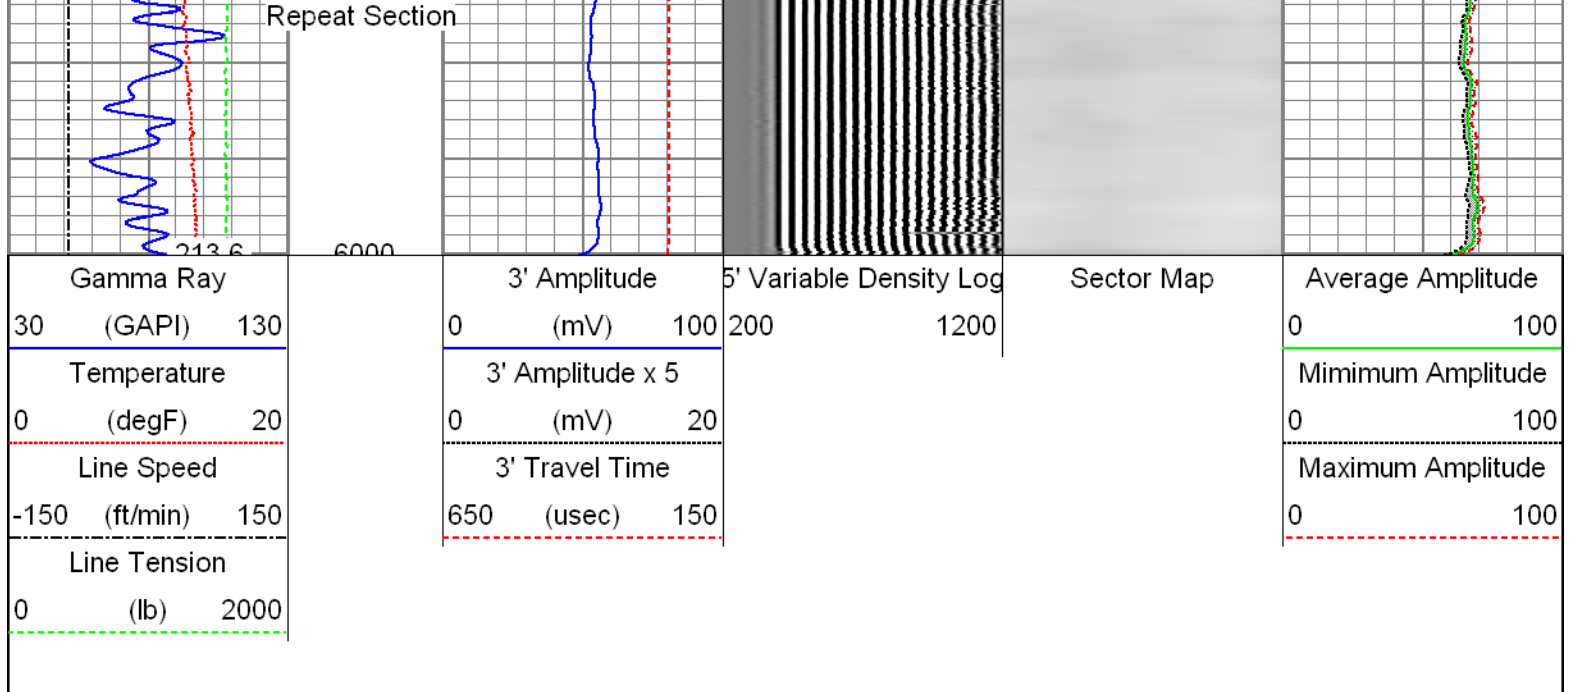 Repeat Section
213.6
6000
Gamma Ray
30 (GAPI) 130
Temperature
0 (degF) 20
Line Speed
-150 (ft/min) 150
Line Tension
0 (lb) 2000
3' Amplitude
0 (mV) 100
3' Amplitude x 5
0 (mV) 20
3' Travel Time
650 (usec) 150
5' Variable Density Log
200 1200
Sector Map
Average Amplitude
0 100
Mimimum Amplitude
0 100
Maximum Amplitude
0 100